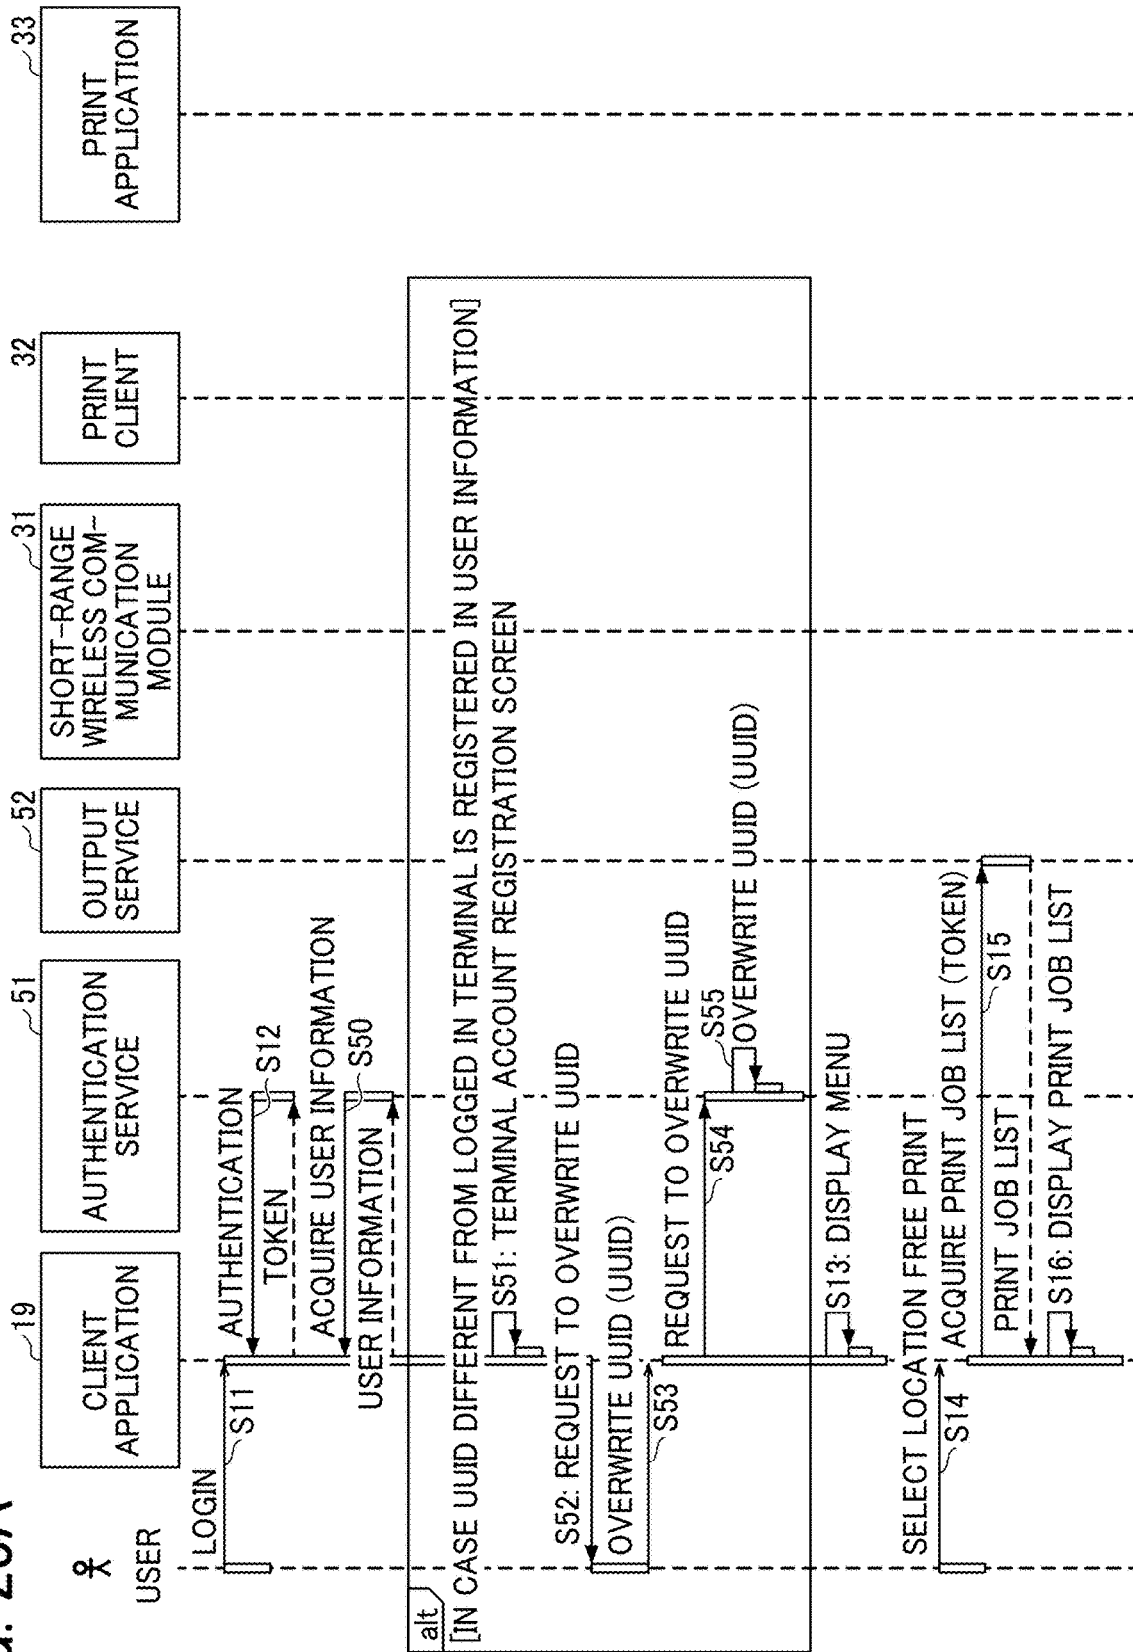 19
51
52
31
32
33
USER
CLIENT
APPLICATION
AUTHENTICATION
SERVICE
OUTPUT
SERVICE
SHORT-RANGE
WIRELESS COM-
MUNICATION
MODULE
PRINT
CLIENT
PRINT
APPLICATION
LOGIN
S11
AUTHENTICATION
S12
TOKEN
ACQUIRE USER INFORMATION
S50
USER INFORMATION
alt
[IN CASE UUID DIFFERENT FROM LOGGED IN TERMINAL IS REGISTERED IN USER INFORMATION]
S51: TERMINAL ACCOUNT REGISTRATION SCREEN
S52: REQUEST TO OVERWRITE UUID
OVERWRITE UUID (UUID)
S53
REQUEST TO OVERWRITE UUID
S54
S55
OVERWRITE UUID (UUID)
S13: DISPLAY MENU
SELECT LOCATION FREE PRINT
S14
ACQUIRE PRINT JOB LIST (TOKEN)
S15
PRINT JOB LIST
S16: DISPLAY PRINT JOB LIST